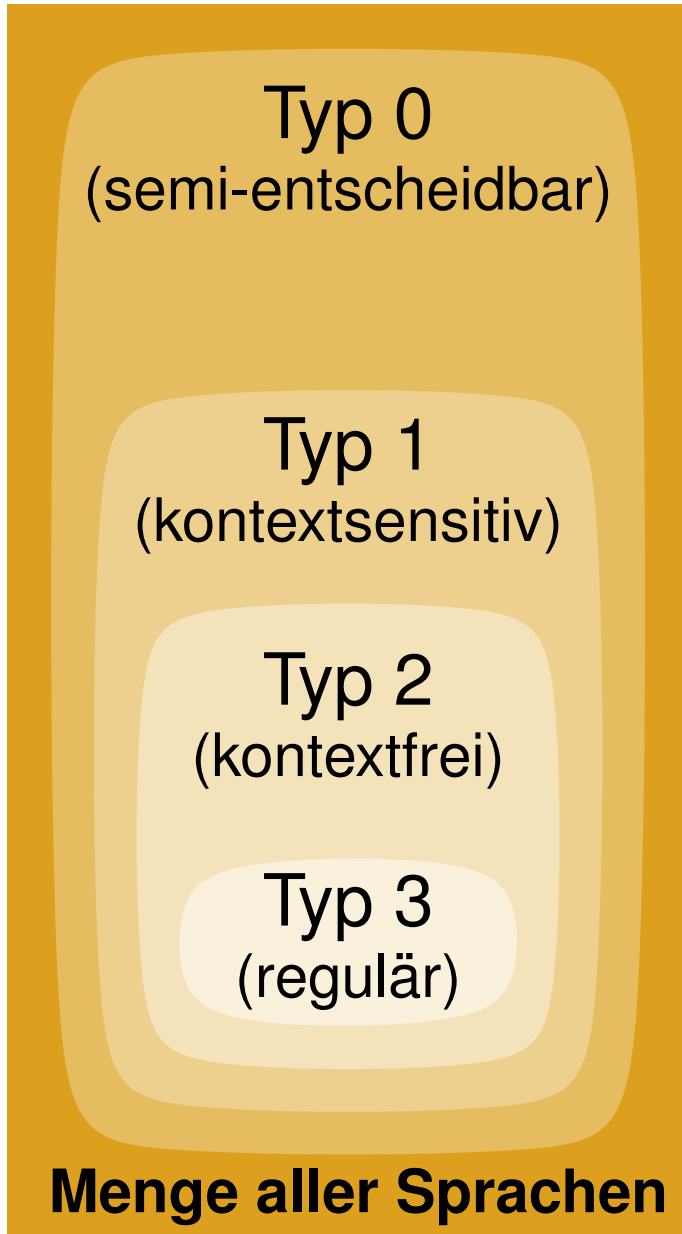 Typ 0
(semi-entscheidbar)
Typ 1
(kontextsensitiv)
Typ 2
(kontextfrei)
Typ 3
(regulär)
Menge aller Sprachen